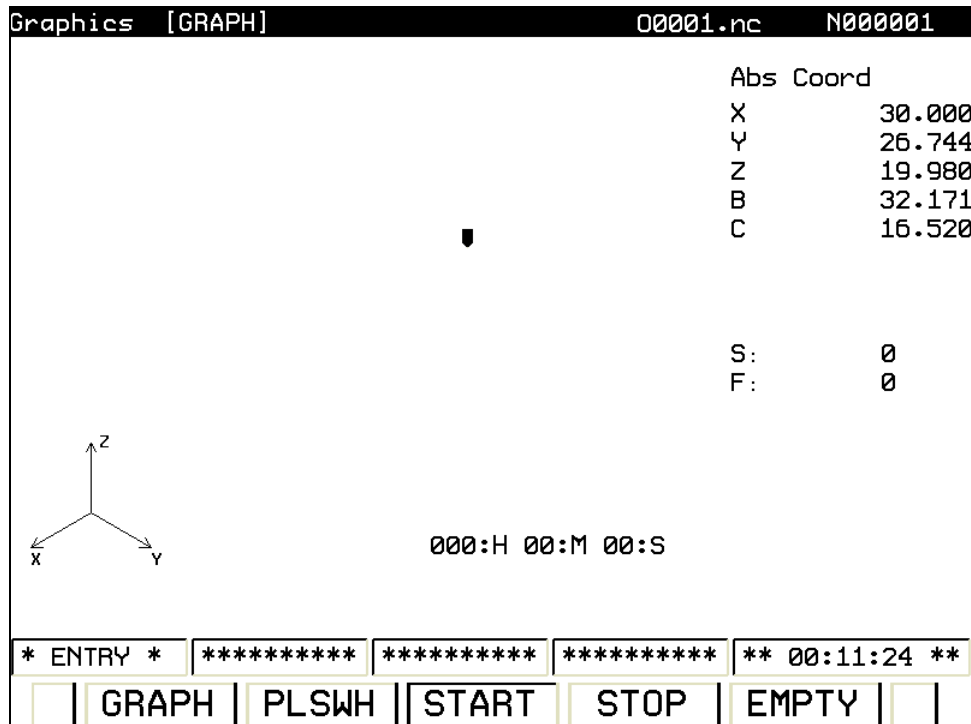 Graphics [GRAPH] O0001.nc N000001
Abs Coord
X 30.000
Y 26.744
Z 19.980
B 32.171
C 16.520
S: 0
F: 0
Z
X Y
000:H 00:M 00:S
* ENTRY * ********** ********** ********** ** 00:11:24 **
GRAPH PLSWH START STOP EMPTY